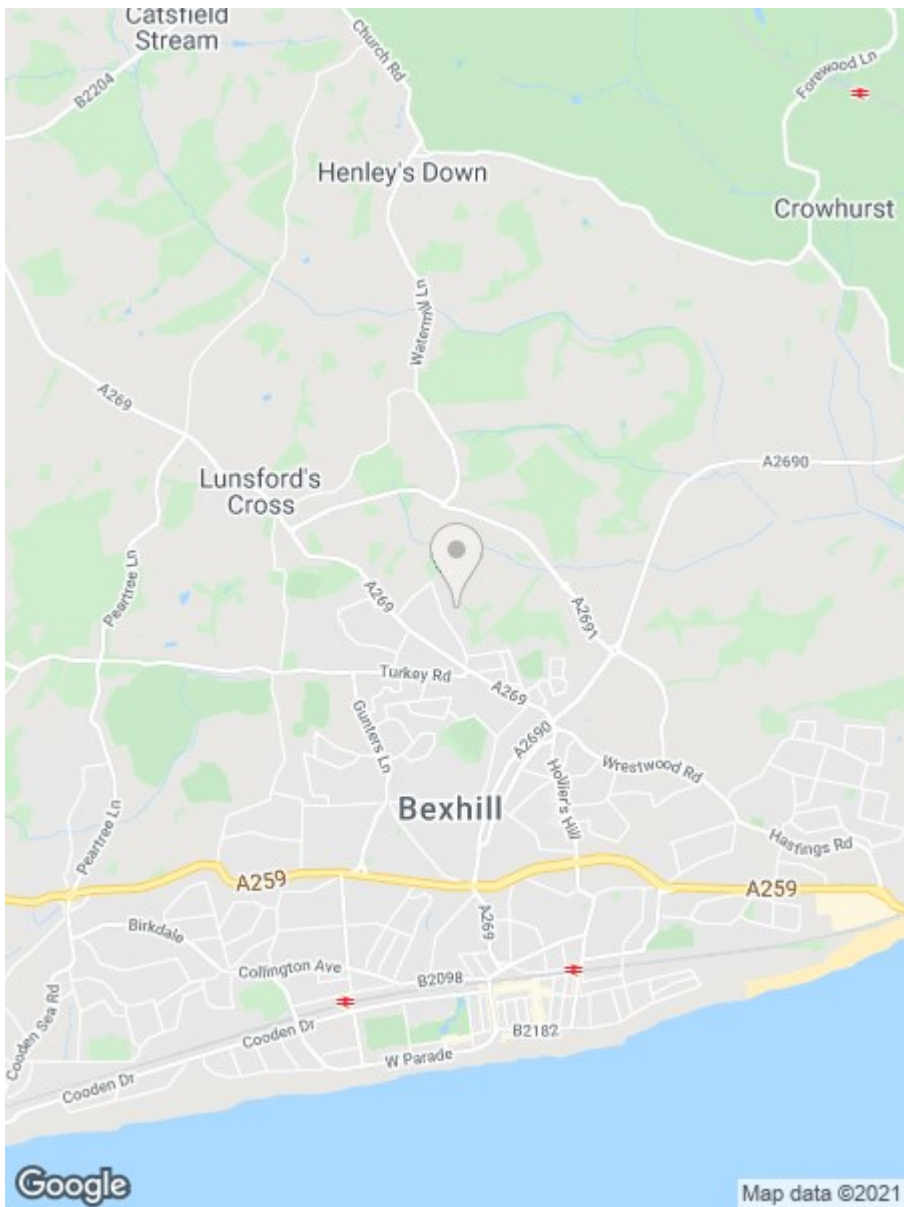 Catsfield
Stream
Church Rd
B2204
Forewood Ln
Henley's Down
Crowhurst
Watermill Ln
A269
A2690
Lunsford's
Cross
Peartree Ln
A269
A2691
Turkey Rd
A269
Gunters Ln
A2690
Wrestwood Rd
Hollier's Hill
Bexhill
Peartree Ln
Hastings Rd
A259
A259
Birkdale
A269
Collington Ave
B2098
Cooden Sea Rd
Cooden Dr
B2182
W Parade
Cooden Dr
Google
Map data ©2021